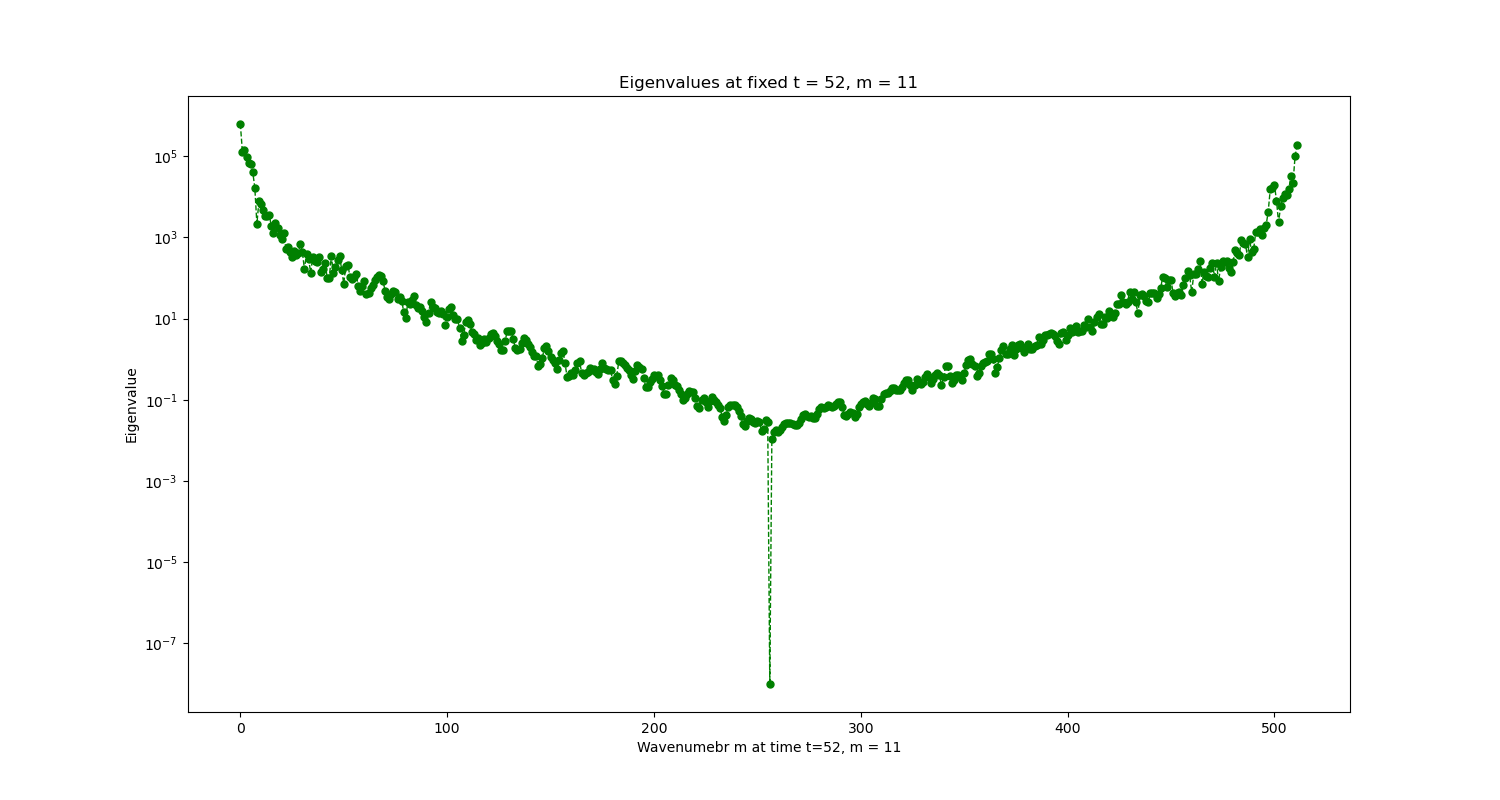 Eigenvalues at fixed t = 52, m = 11
Eigenvalue
10^5
10^3
10^1
10^−1
10^−3
10^−5
10^−7
0 100 200 300 400 500
Wavenumebr m at time t=52, m = 11